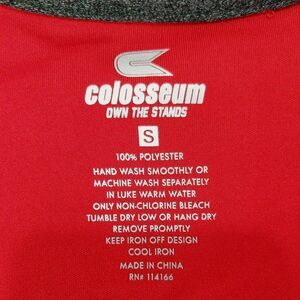 colosseum
OWN THE STANDS
S
100% POLYESTER
HAND WASH SMOOTHLY OR
MACHINE WASH SEPARATELY
IN LUKE WARM WATER
ONLY NON-CHLORINE BLEACH
TUMBLE DRY LOW OR HANG DRY
REMOVE PROMPTLY
KEEP IRON OFF DESIGN
COOL IRON
MADE IN CHINA
RN# 114166